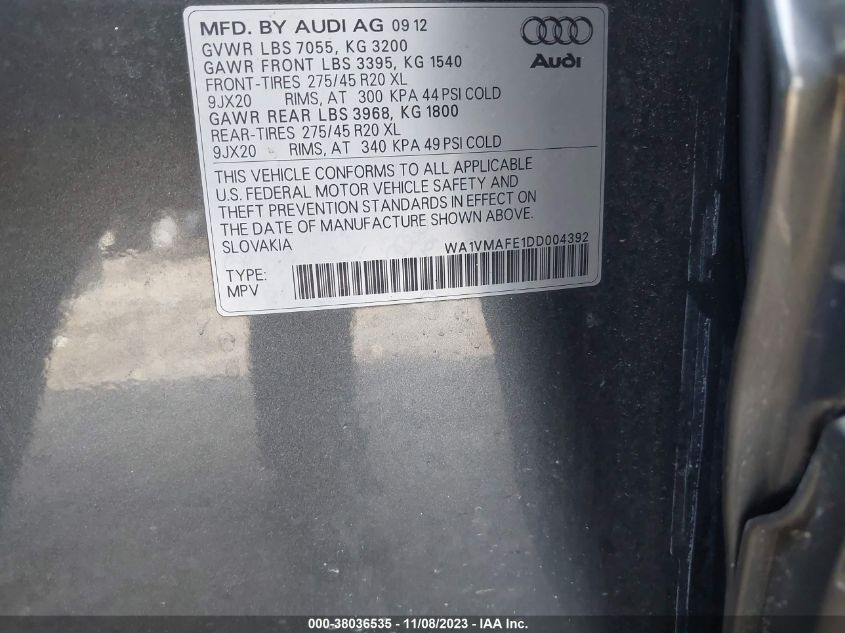 MFD. BY AUDI AG 09 12
GVWR LBS 7055, KG 3200
GAWR FRONT LBS 3395, KG 1540
FRONT-TIRES 275/45 R20 XL
9JX20 RIMS, AT 300 KPA 44 PSI COLD
GAWR REAR LBS 3968, KG 1800
REAR-TIRES 275/45 R20 XL
9JX20 RIMS, AT 340 KPA 49 PSI COLD
Audi
THIS VEHICLE CONFORMS TO ALL APPLICABLE
U.S. FEDERAL MOTOR VEHICLE SAFETY AND
THEFT PREVENTION STANDARDS IN EFFECT ON
THE DATE OF MANUFACTURE SHOWN ABOVE.
SLOVAKIA WA1VMAFE1DD004392
TYPE:
MPV
000-38036535 - 11/08/2023 - IAA Inc.